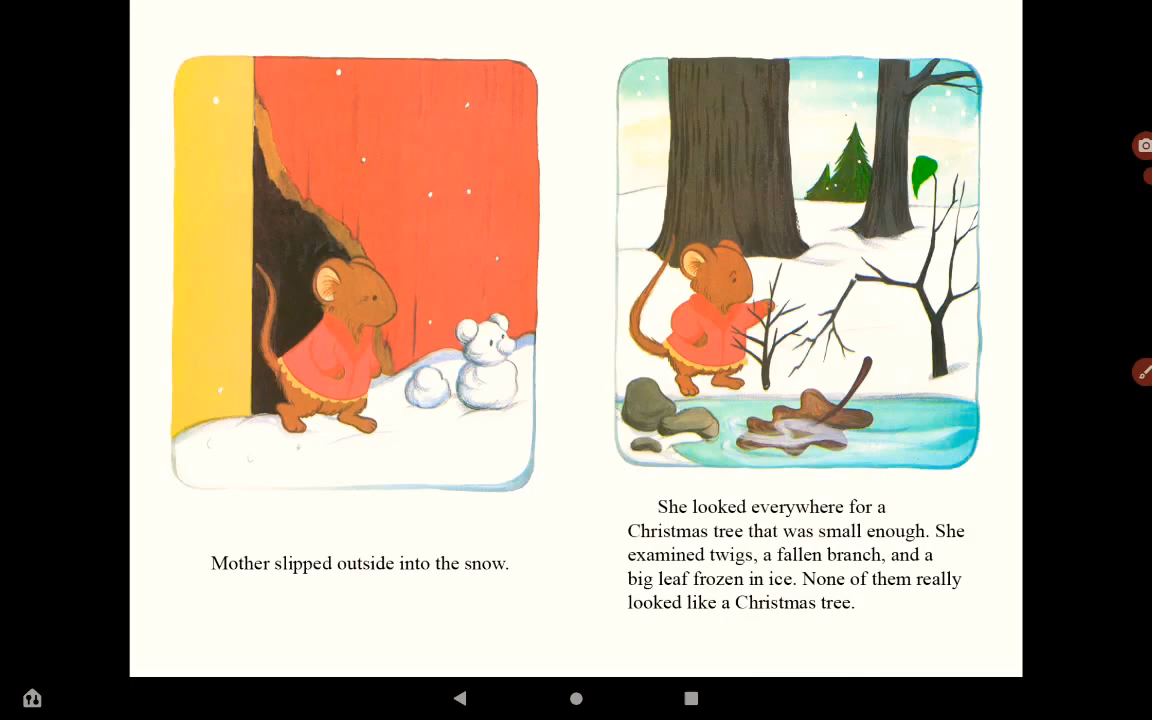 Mother slipped outside into the snow.
She looked everywhere for a
Christmas tree that was small enough. She
examined twigs, a fallen branch, and a
big leaf frozen in ice. None of them really
looked like a Christmas tree.